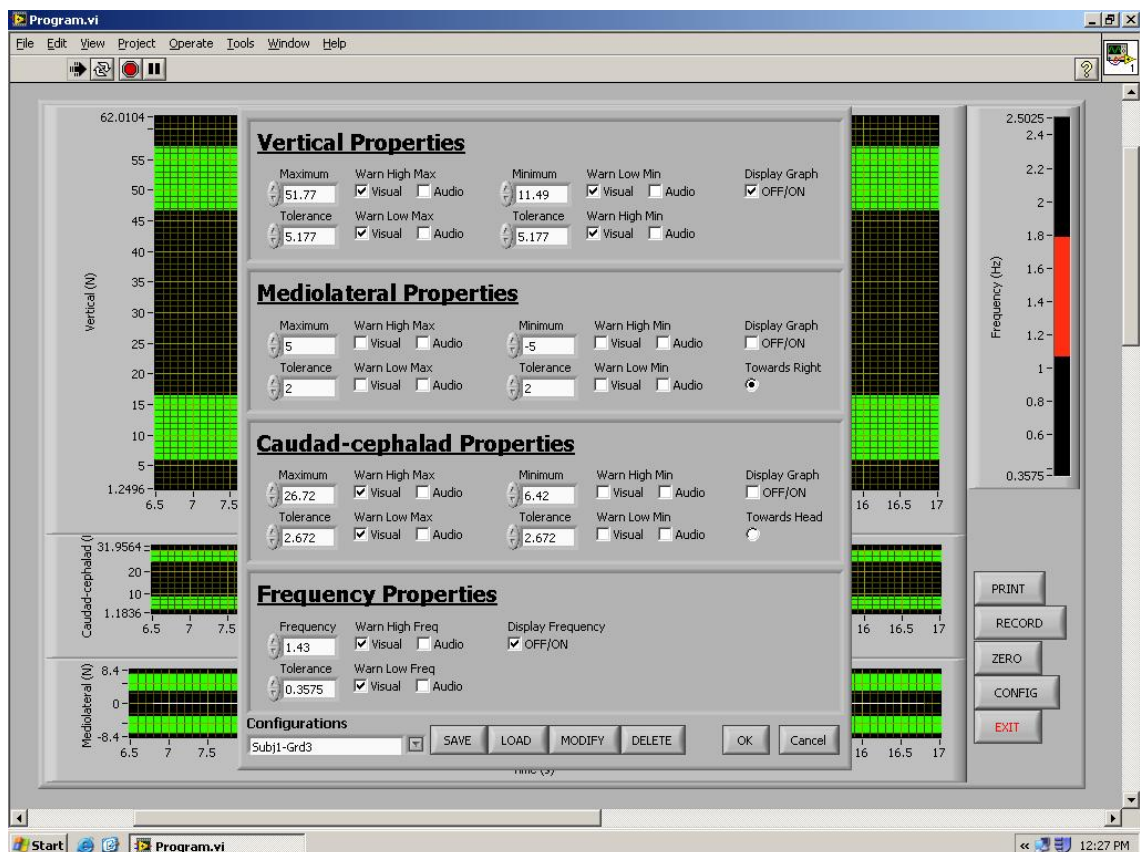 Program.vi
File Edit View Project Operate Tools Window Help
1
Vertical (N)
62.0104
55
50
45
40
35
30
25
20
15
10
5
1.2496
6.5 7 7.5
16 16.5 17
Vertical Properties
Maximum Warn High Max Minimum Warn Low Min Display Graph
51.77 Visual Audio 11.49 Visual Audio OFF/ON
Tolerance Warn Low Max Tolerance Warn High Min
5.177 Visual Audio 5.177 Visual Audio
Mediolateral Properties
Maximum Warn High Max Minimum Warn High Min Display Graph
5 Visual Audio -5 Visual Audio OFF/ON
Tolerance Warn Low Max Tolerance Warn Low Min Towards Right
2 Visual Audio 2 Visual Audio
Caudad-cephalad Properties
Maximum Warn High Max Minimum Warn High Min Display Graph
26.72 Visual Audio 6.42 Visual Audio OFF/ON
Tolerance Warn Low Max Tolerance Warn Low Min Towards Head
2.672 Visual Audio 2.672 Visual Audio
Frequency Properties
Frequency Warn High Freq Display Frequency
1.43 Visual Audio OFF/ON
Tolerance Warn Low Freq
0.3575 Visual Audio
Configurations
Subj1-Grd3 SAVE LOAD MODIFY DELETE OK Cancel
Frequency (Hz)
2.5025
2.4
2.2
2
1.8
1.6
1.4
1.2
1
0.8
0.6
0.3575
Caudad-cephalad (
31.9564
20
10
1.1836
6.5 7 7.5
16 16.5 17
Mediolateral (N)
8.4
0
-8.4
6.5 7 7.5
16 16.5 17
PRINT
RECORD
ZERO
CONFIG
EXIT
Start Program.vi 12:27 PM